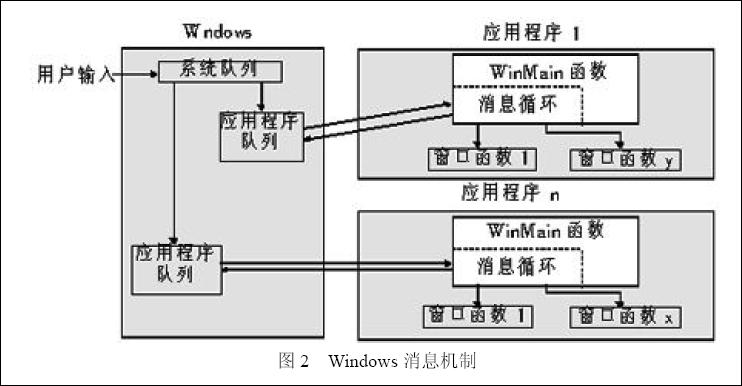 Wndows
应用程序 1
用户输入
系统队列
WinMain 函数
消息循环
应用程序
队列
窗口函数 1
窗口函数 y
应用程序 n
WinMain 函数
应用程序
队列
消息循环
窗口函数 1
窗口函数 x
图 2 Windows 消息机制